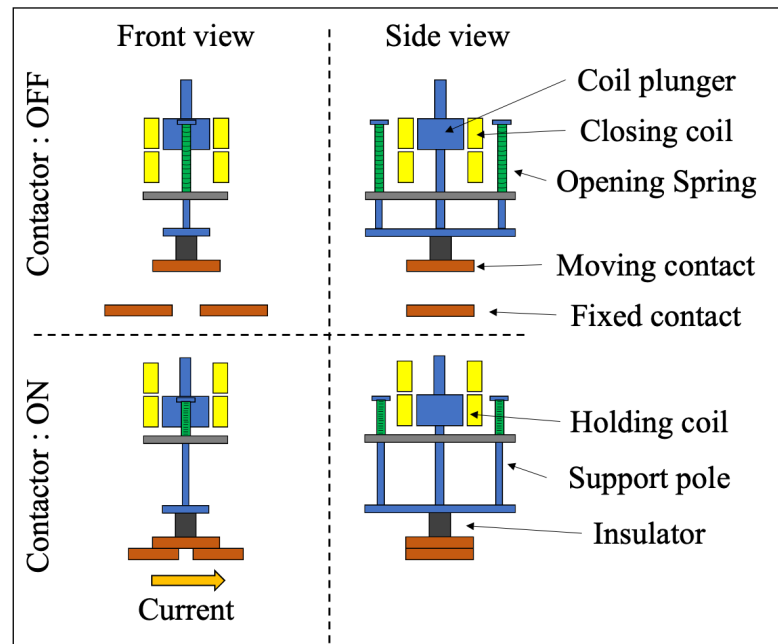 Front view
Side view
Contactor : OFF
Coil plunger
Closing coil
Opening Spring
Moving contact
Fixed contact
Contactor : ON
Holding coil
Support pole
Insulator
Current